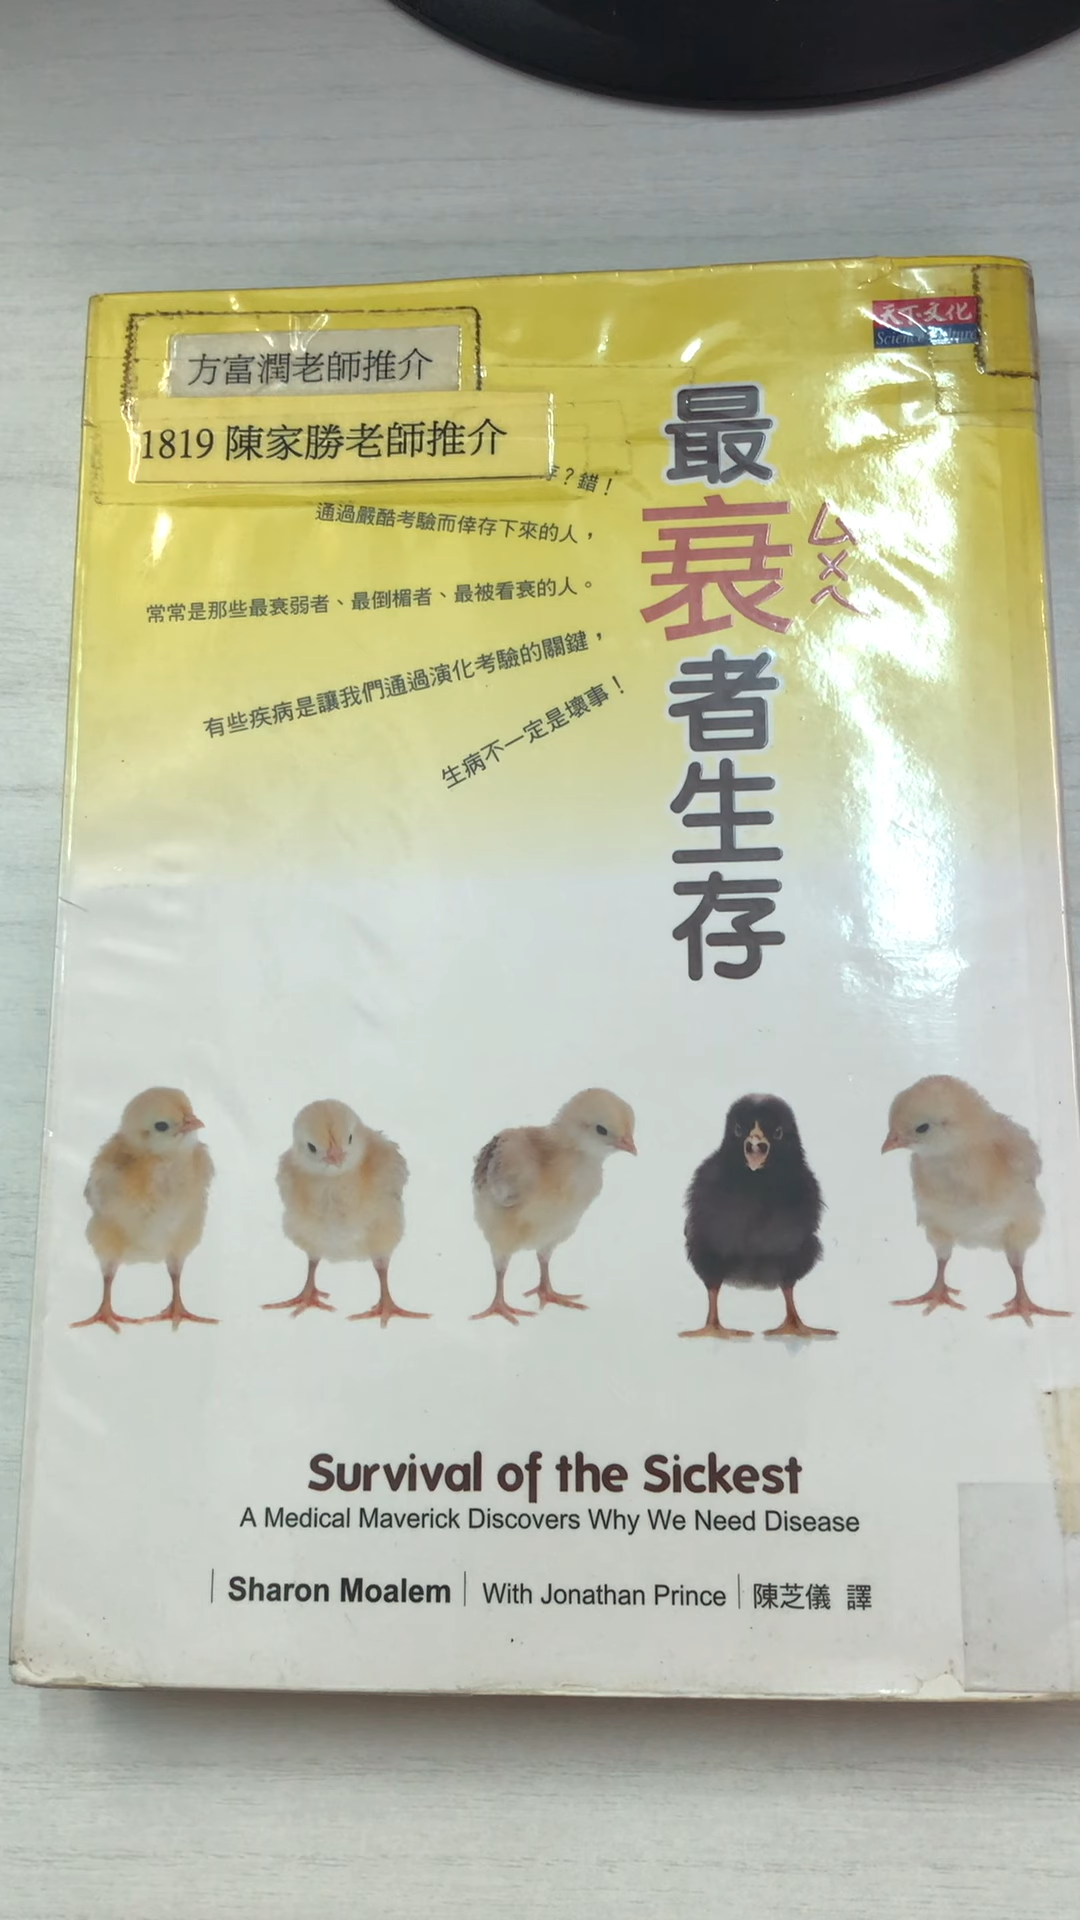 方富潤老師推介
1819 陳家勝老師推介
天下文化
Science Culture
最衰者生存
ㄙㄨㄟ
存？錯！
通過嚴酷考驗而倖存下來的人，
常常是那些最衰弱者、最倒楣者、最被看衰的人。
有些疾病是讓我們通過演化考驗的關鍵，
生病不一定是壞事！
Survival of the Sickest
A Medical Maverick Discovers Why We Need Disease
Sharon Moalem | With Jonathan Prince | 陳芝儀 譯